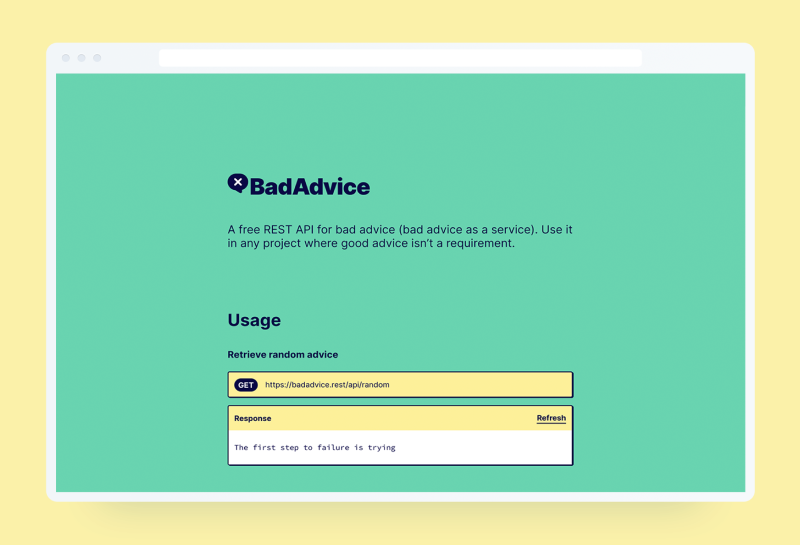 BadAdvice
A free REST API for bad advice (bad advice as a service). Use it
in any project where good advice isn’t a requirement.
Usage
Retrieve random advice
GET https://badadvice.rest/api/random
Response Refresh
The first step to failure is trying